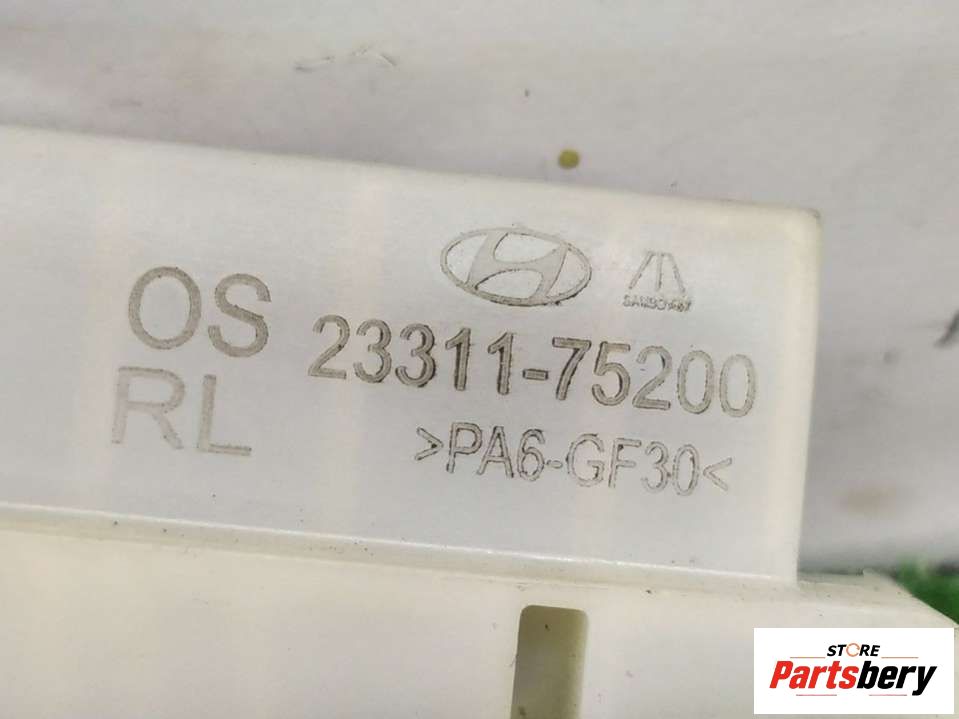 OS
RL
23311-75200
>PA6-GF30<
STORE
Partsbery